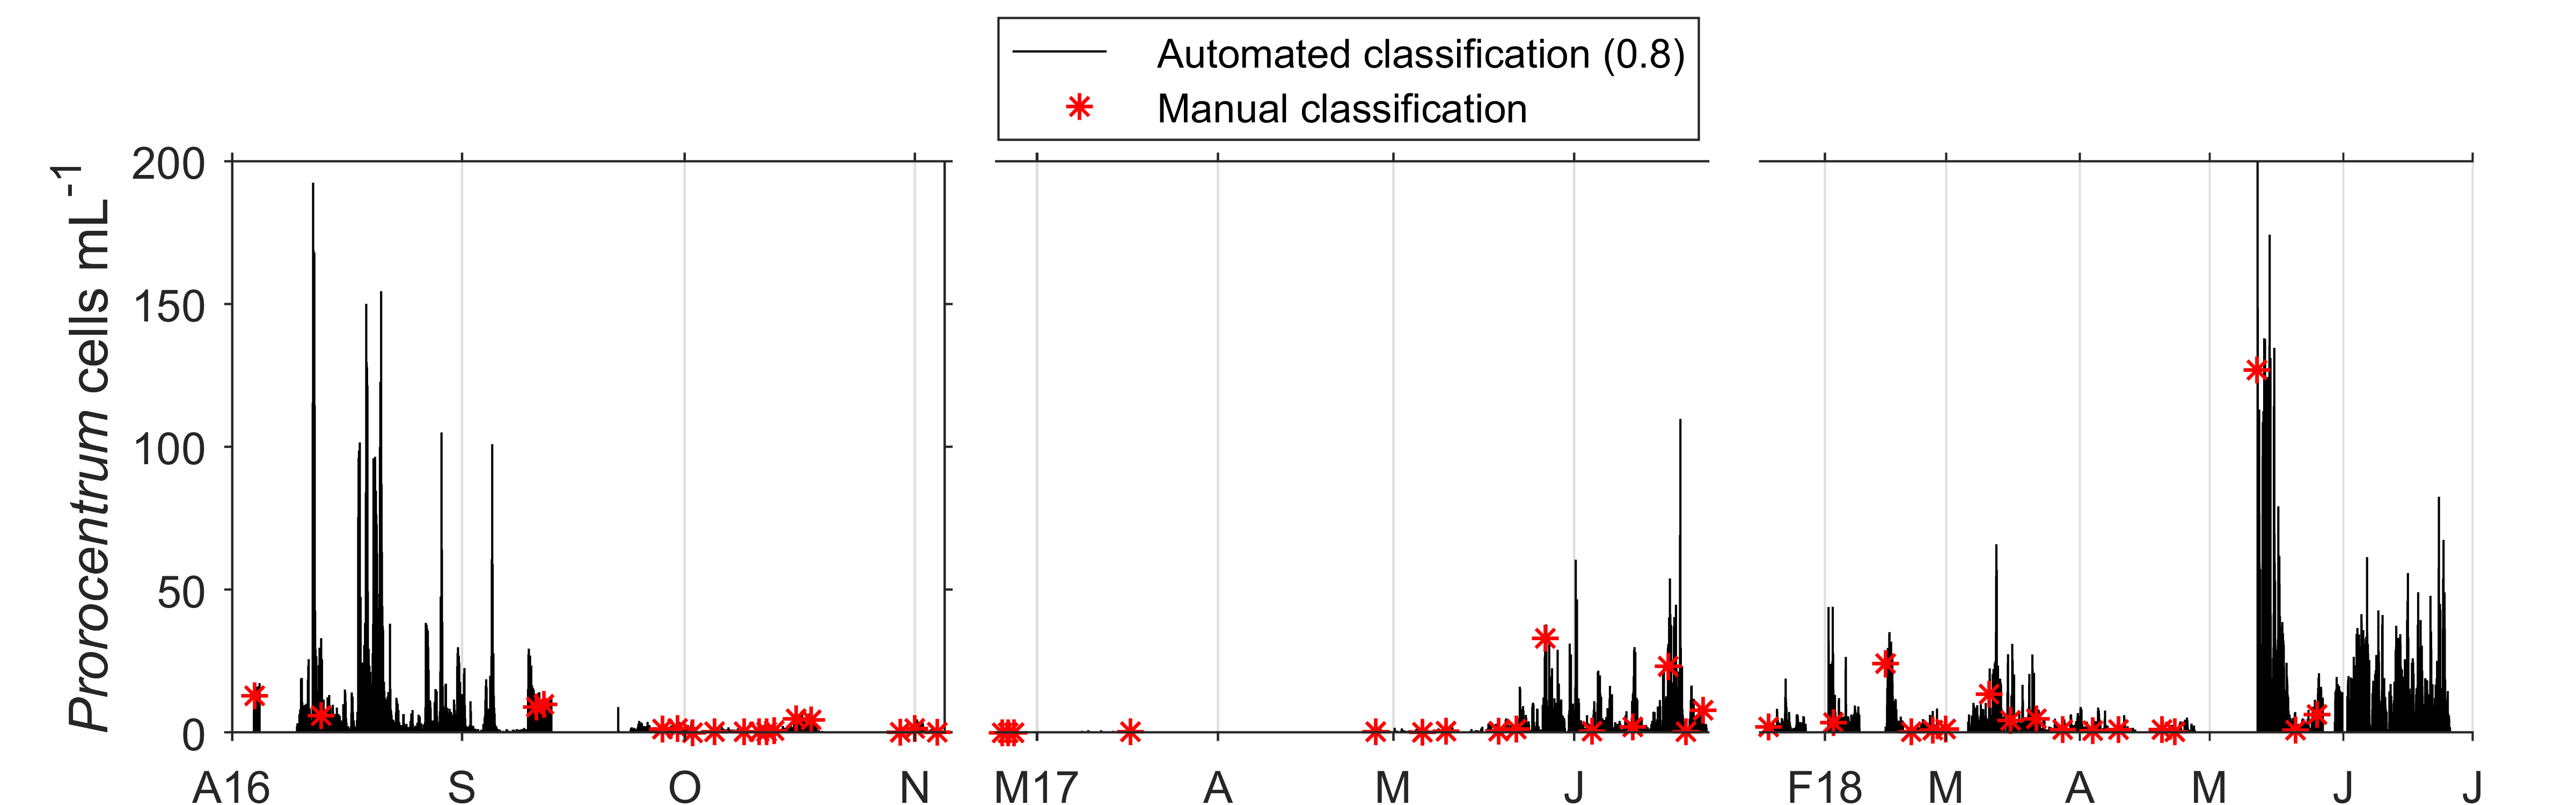 Automated classification (0.8)
Manual classification
Prorocentrum cells mL-1
200
150
100
50
0
A16 S O N M17 A M J F18 M A M J J